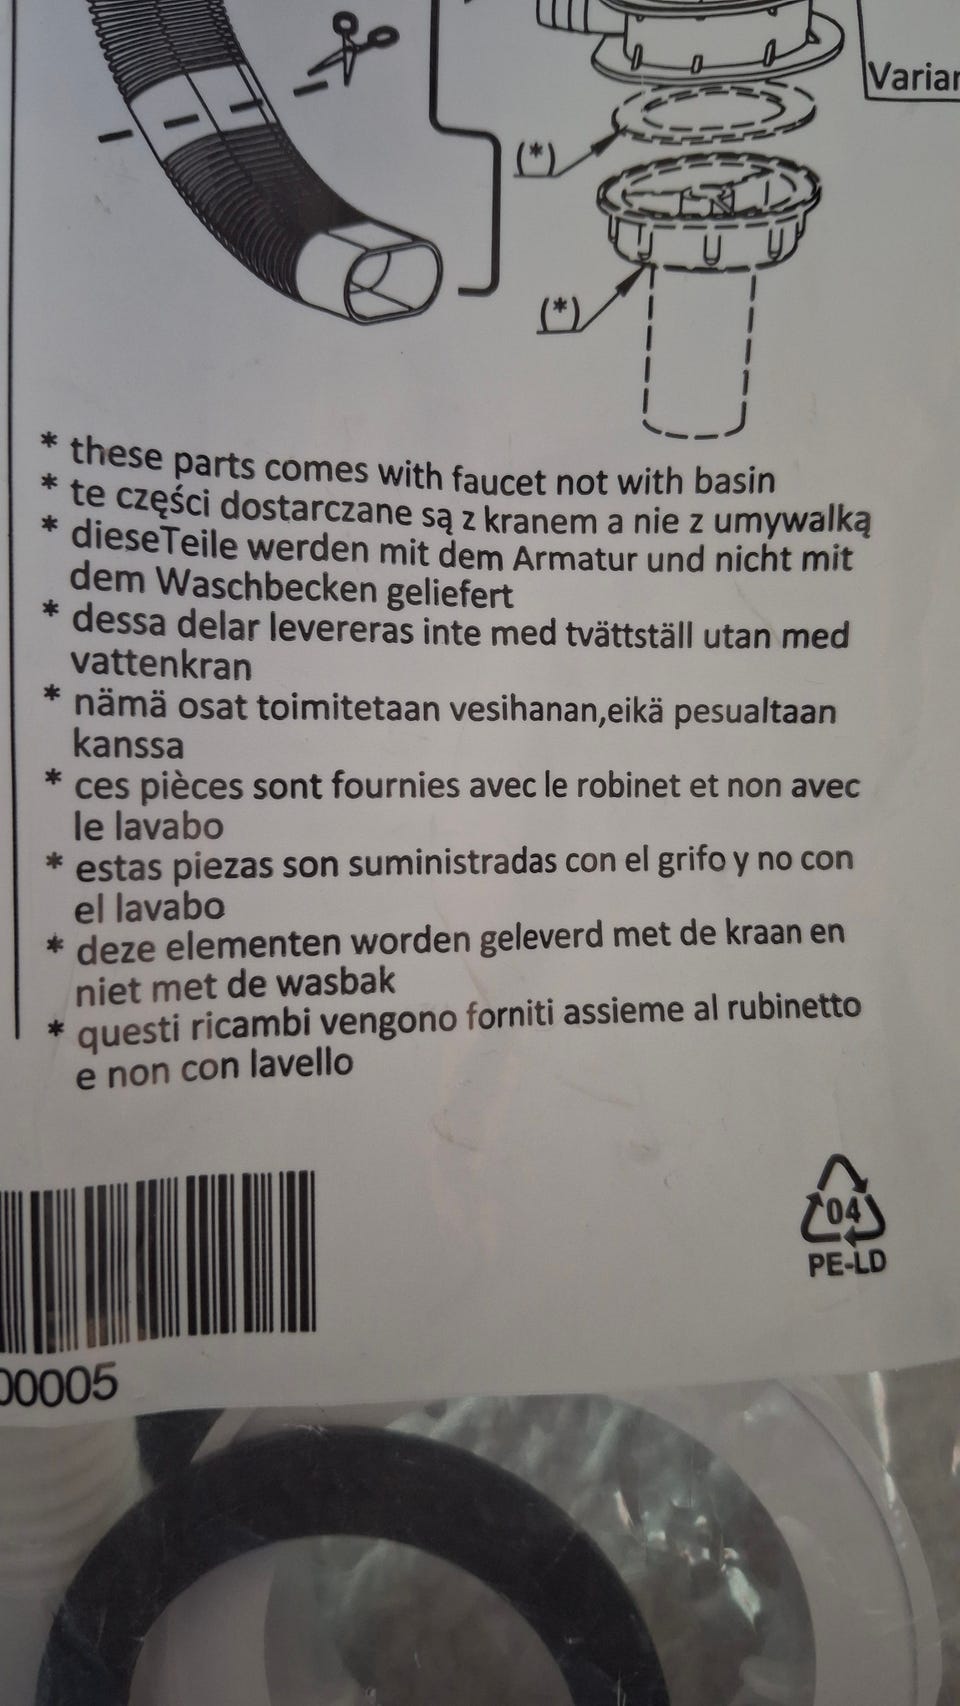 Varian
(*)
(*)
* these parts comes with faucet not with basin
* te części dostarczane są z kranem a nie z umywalką
* dieseTeile werden mit dem Armatur und nicht mit
dem Waschbecken geliefert
* dessa delar levereras inte med tvättställ utan med
vattenkran
* nämä osat toimitetaan vesihanan,eikä pesualtaan
kanssa
* ces pièces sont fournies avec le robinet et non avec
le lavabo
* estas piezas son suministradas con el grifo y no con
el lavabo
* deze elementen worden geleverd met de kraan en
niet met de wasbak
* questi ricambi vengono forniti assieme al rubinetto
e non con lavello
04
PE-LD
00005